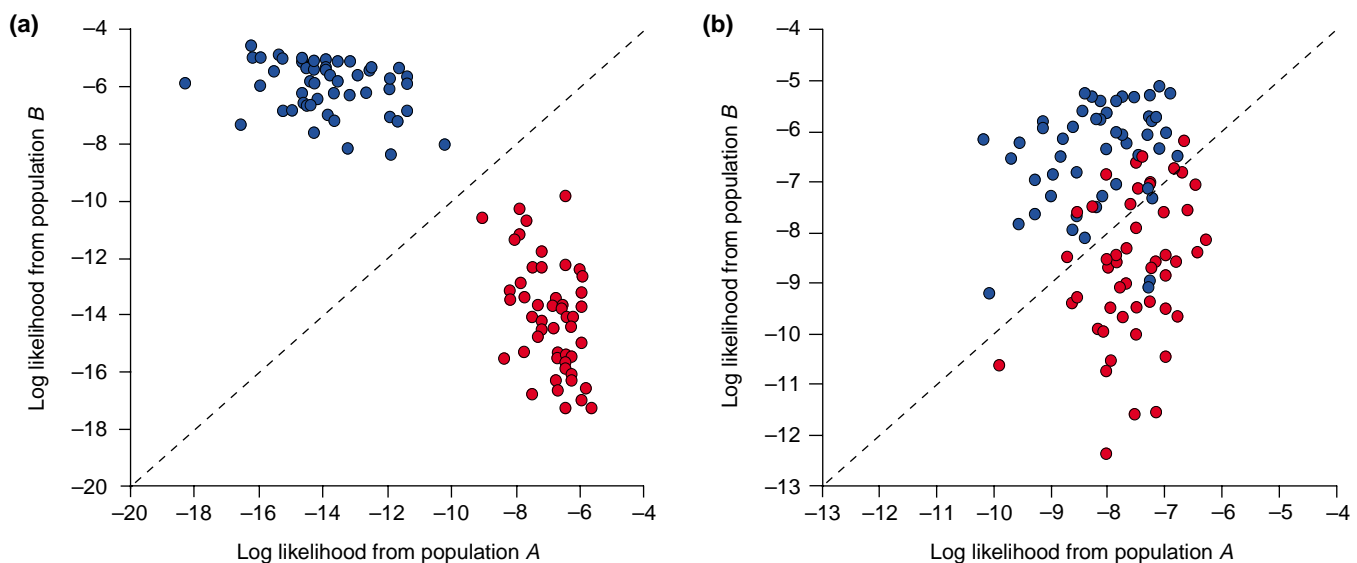 (a)
–4
–6
–8
–10
–12
–14
–16
–18
–20
–20 –18 –16 –14 –12 –10 –8 –6 –4
Log likelihood from population B
Log likelihood from population A
(b)
–4
–5
–6
–7
–8
–9
–10
–11
–12
–13
–13 –12 –11 –10 –9 –8 –7 –6 –5 –4
Log likelihood from population B
Log likelihood from population A